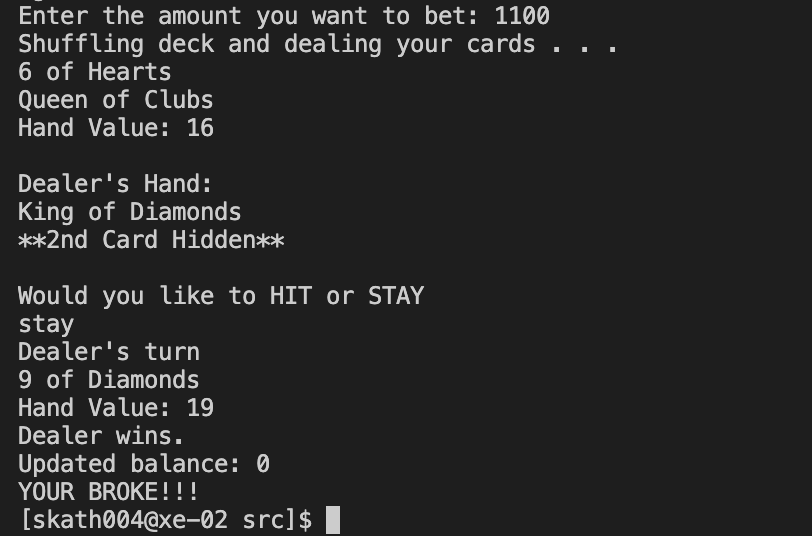 Enter the amount you want to bet: 1100
Shuffling deck and dealing your cards . . .
6 of Hearts
Queen of Clubs
Hand Value: 16
Dealer's Hand:
King of Diamonds
**2nd Card Hidden**
Would you like to HIT or STAY
stay
Dealer's turn
9 of Diamonds
Hand Value: 19
Dealer wins.
Updated balance: 0
YOUR BROKE!!!
[skath004@xe-02 src]$